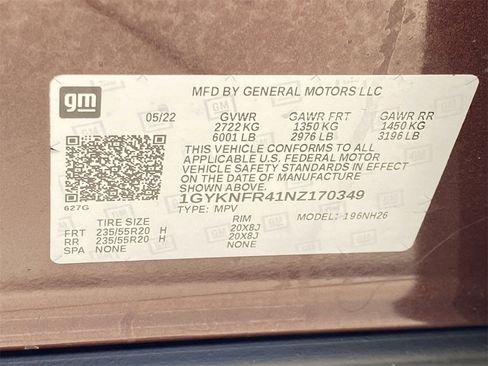 gm
MFD BY GENERAL MOTORS LLC
05/22 GVWR GAWR FRT GAWR RR
2722 KG 1350 KG 1450 KG
6001 LB 2976 LB 3196 LB
THIS VEHICLE CONFORMS TO ALL
APPLICABLE U.S. FEDERAL MOTOR
VEHICLE SAFETY STANDARDS IN EFFECT
ON THE DATE OF MANUFACTURE
SHOWN ABOVE.
1GYKNFR41NZ170349
627G TYPE: MPV MODEL: 196NH26
TIRE SIZE RIM
FRT 235/55R20 H 20X8J
RR 235/55R20 H 20X8J
SPA NONE NONE